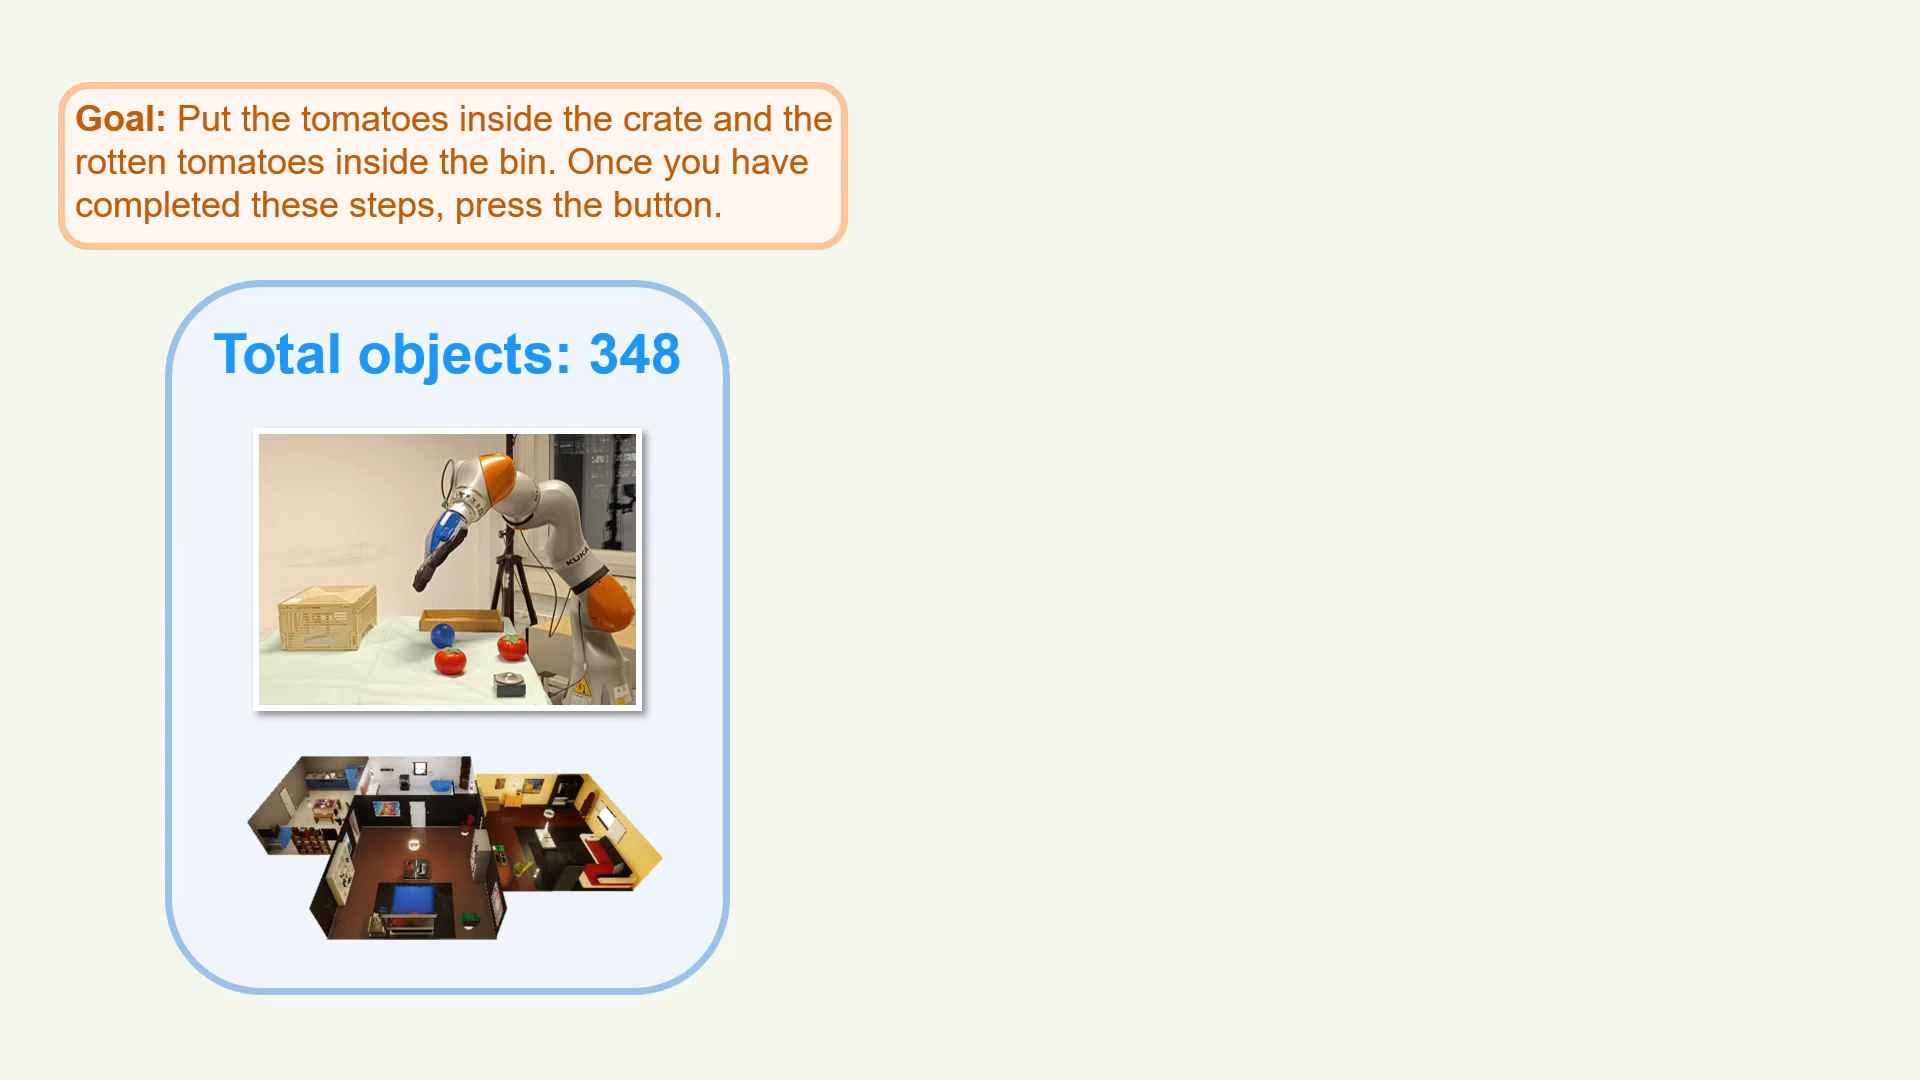 Goal: Put the tomatoes inside the crate and the
rotten tomatoes inside the bin. Once you have
completed these steps, press the button.
Total objects: 348
KUKA